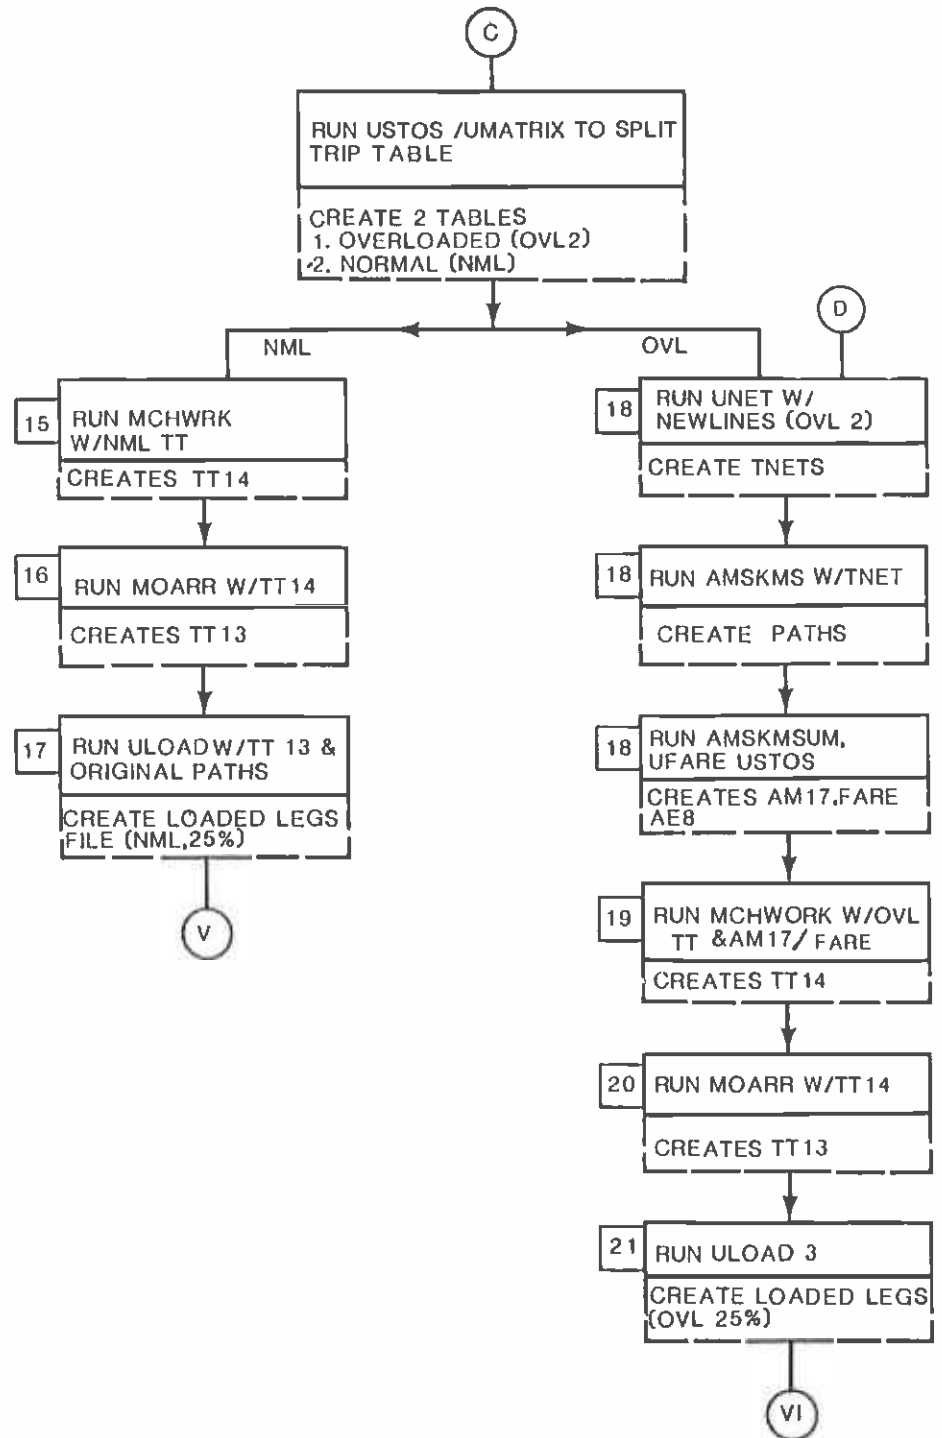 C
RUN USTOS /UMATRIX TO SPLIT
TRIP TABLE
CREATE 2 TABLES
1. OVERLOADED (OVL2)
2. NORMAL (NML)
NML
OVL
D
15
RUN MCHWRK
W/NML TT
CREATES TT14
16
RUN MOARR W/TT14
CREATES TT13
17
RUN ULOAD W/TT 13 &
ORIGINAL PATHS
CREATE LOADED LEGS
FILE (NML,25%)
V
18
RUN UNET W/
NEWLINES (OVL 2)
CREATE TNETS
18
RUN AMSKMS W/TNET
CREATE PATHS
18
RUN AMSKMSUM,
UFARE USTOS
CREATES AM17,FARE
AE8
19
RUN MCHWORK W/OVL
TT &AM17/ FARE
CREATES TT14
20
RUN MOARR W/TT14
CREATES TT13
21
RUN ULOAD 3
CREATE LOADED LEGS
(OVL 25%)
VI